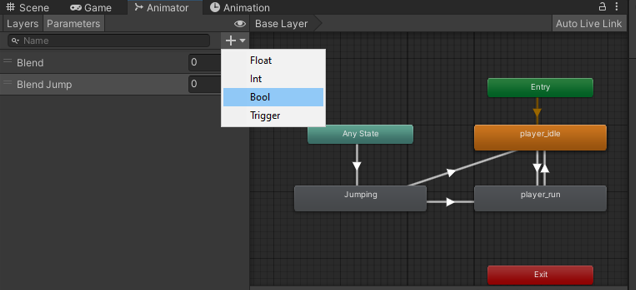 Scene Game Animator Animation
Layers Parameters Base Layer Auto Live Link
Name
Blend 0
Blend Jump 0
Float
Int
Bool
Trigger
Entry
Any State
player_idle
Jumping
player_run
Exit